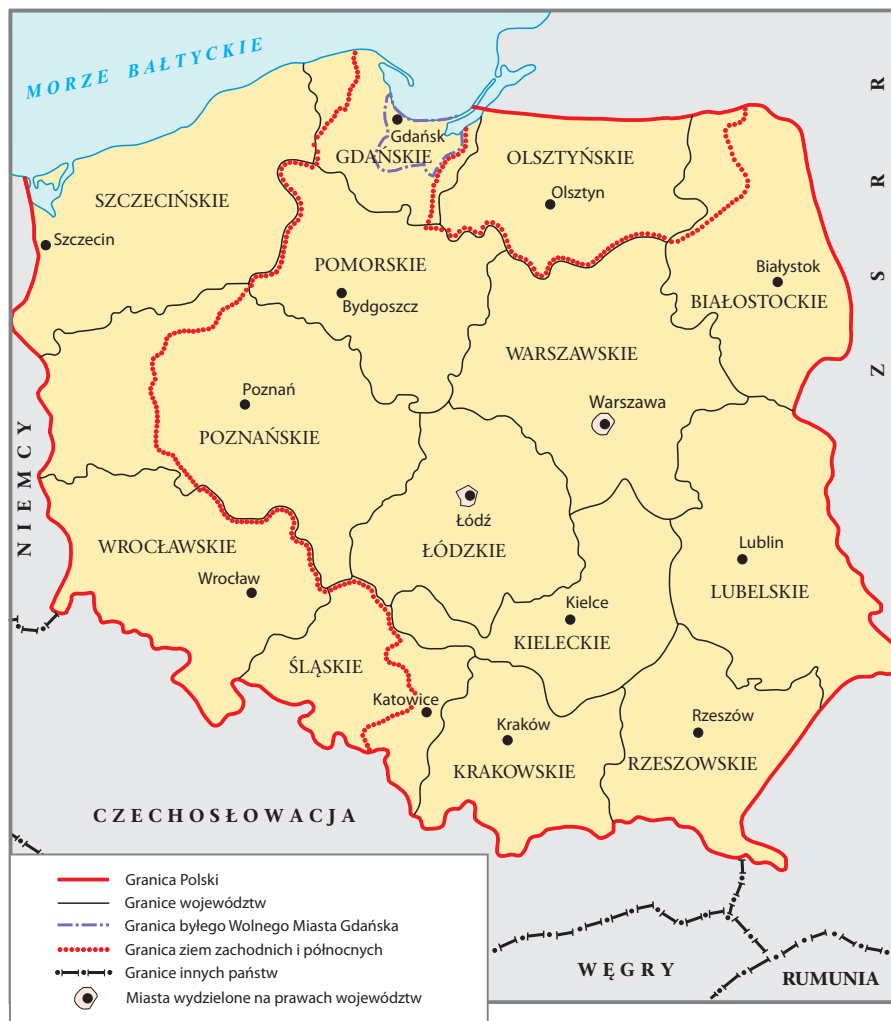 MORZE BAŁTYCKIE
Gdańsk
GDAŃSKIE
OLSZTYŃSKIE
Olsztyn
SZCZECIŃSKIE
Szczecin
POMORSKIE
Bydgoszcz
Białystok
BIAŁOSTOCKIE
Z S R R
WARSZAWSKIE
Warszawa
Poznań
POZNAŃSKIE
NIEMCY
Łódź
ŁÓDZKIE
WROCŁAWSKIE
Wrocław
Lublin
LUBELSKIE
Kielce
KIELECKIE
ŚLĄSKIE
Katowice
Kraków
KRAKOWSKIE
Rzeszów
RZESZOWSKIE
CZECHOSŁOWACJA
WĘGRY
RUMUNIA
Granica Polski
Granice województw
Granica byłego Wolnego Miasta Gdańska
Granica ziem zachodnich i północnych
Granice innych państw
Miasta wydzielone na prawach województw